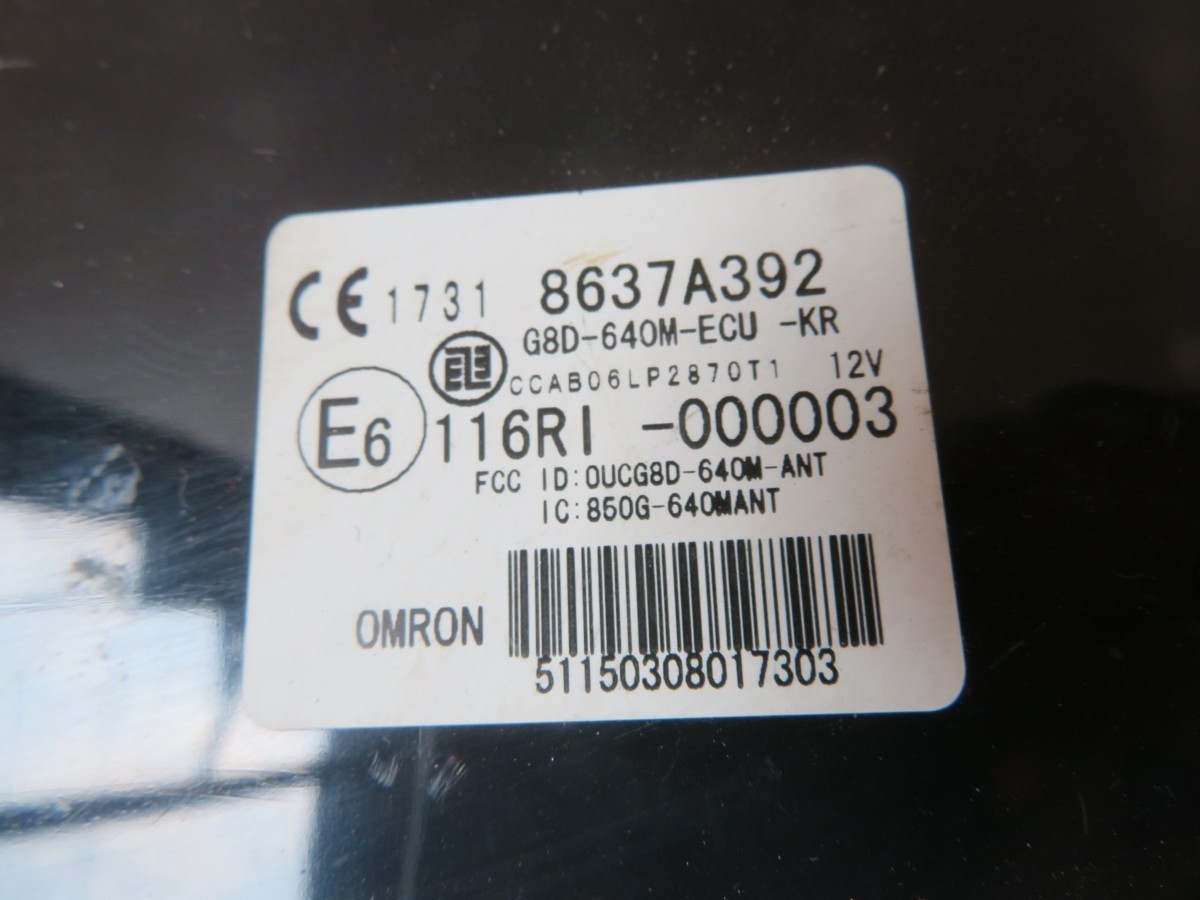 CE 1731 8637A392
G8D-640M-ECU -KR
CCAB06LP2870T1 12V
E6 116RI -000003
FCC ID:OUCG8D-640M-ANT
IC:850G-640MANT
OMRON
51150308017303